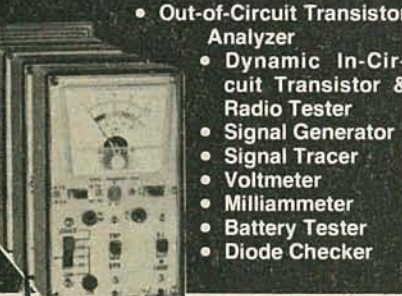 • Out-of-Circuit Transistor
Analyzer
• Dynamic In-Cir-
cuit Transistor &
Radio Tester
• Signal Generator
• Signal Tracer
• Voltmeter
• Milliammeter
• Battery Tester
• Diode Checker